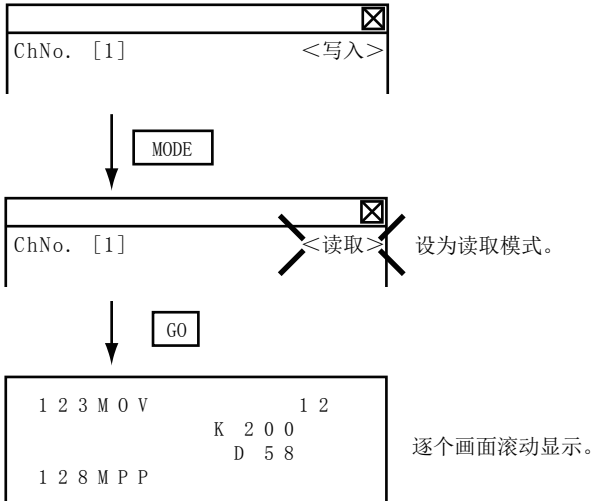 ChNo. [1] <写入>
MODE
ChNo. [1] <读取> 设为读取模式。
GO
123MOV 12
K 200
D 58
逐个画面滚动显示。
128MPP